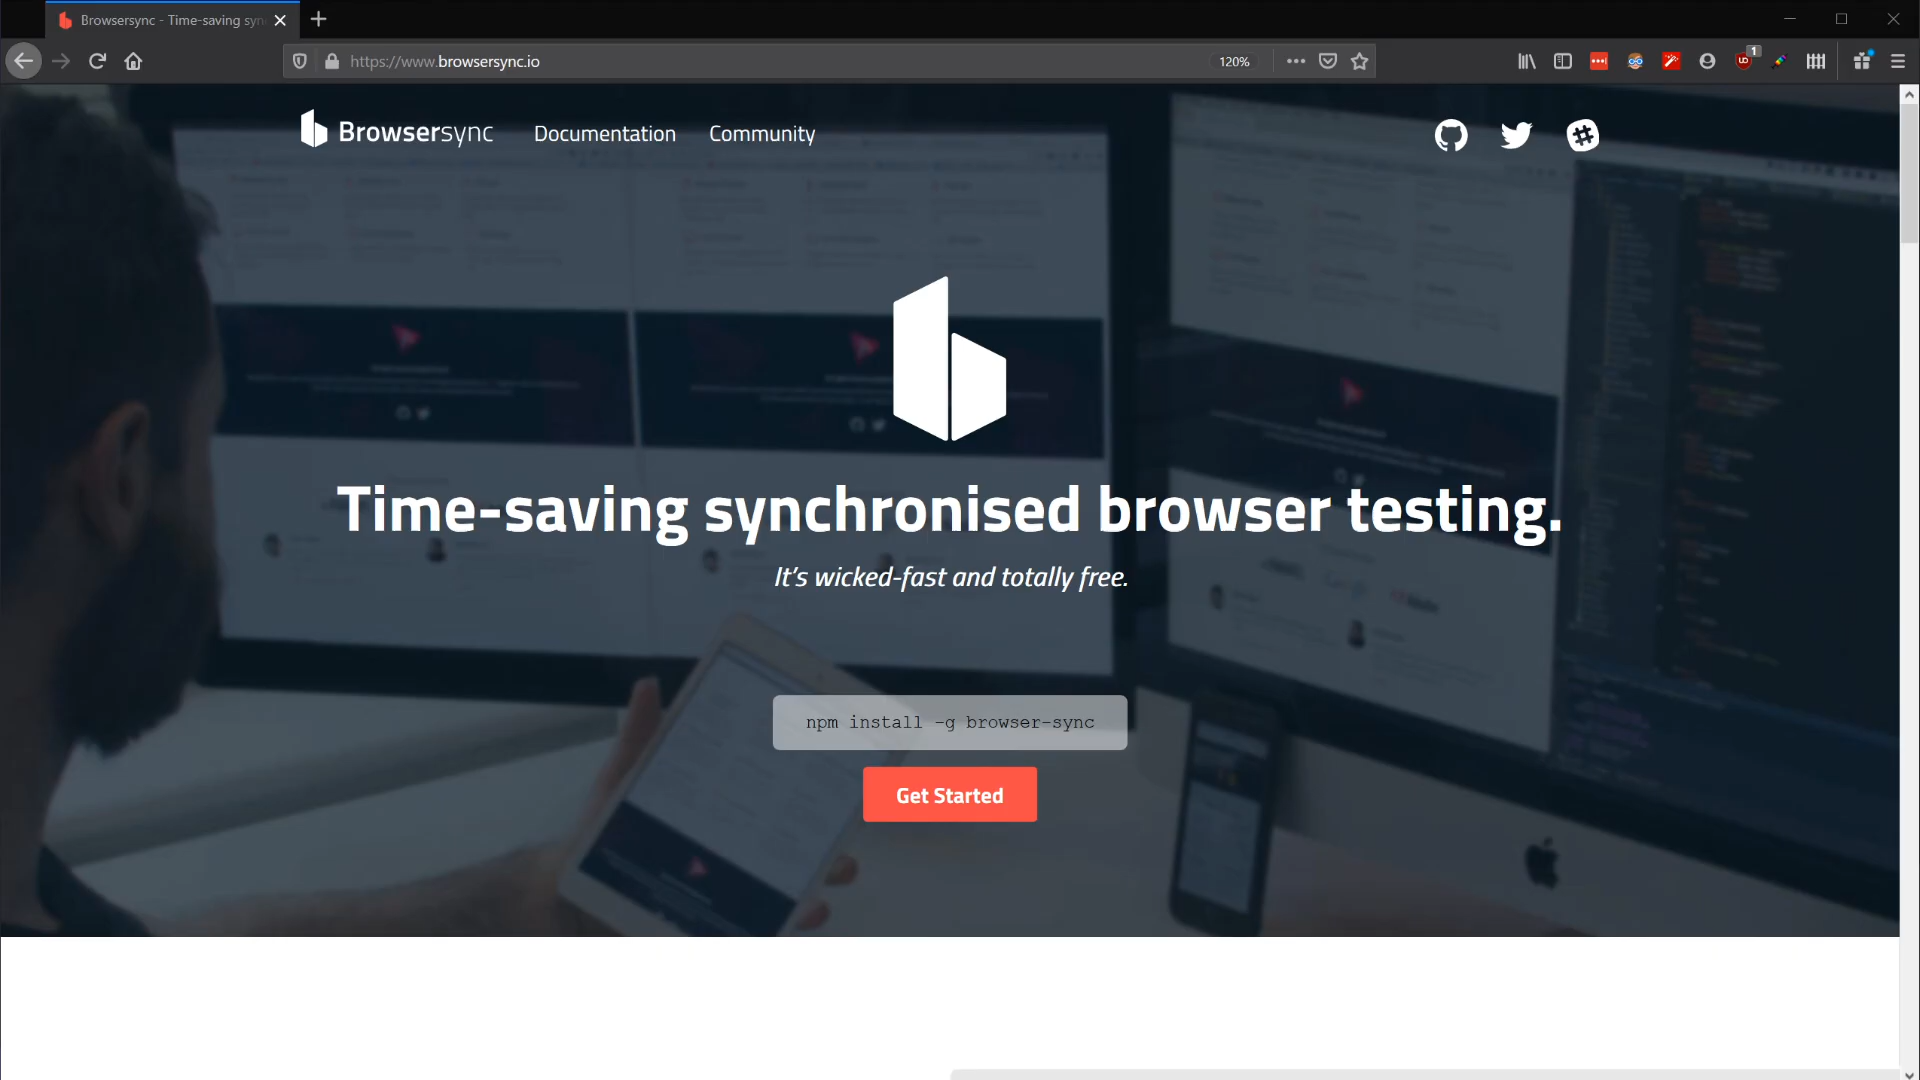 Browsersync - Time-saving syn
https://www.browsersync.io
120%
1
Browsersync
Documentation
Community
Time-saving synchronised browser testing.
It's wicked-fast and totally free.
npm install -g browser-sync
Get Started